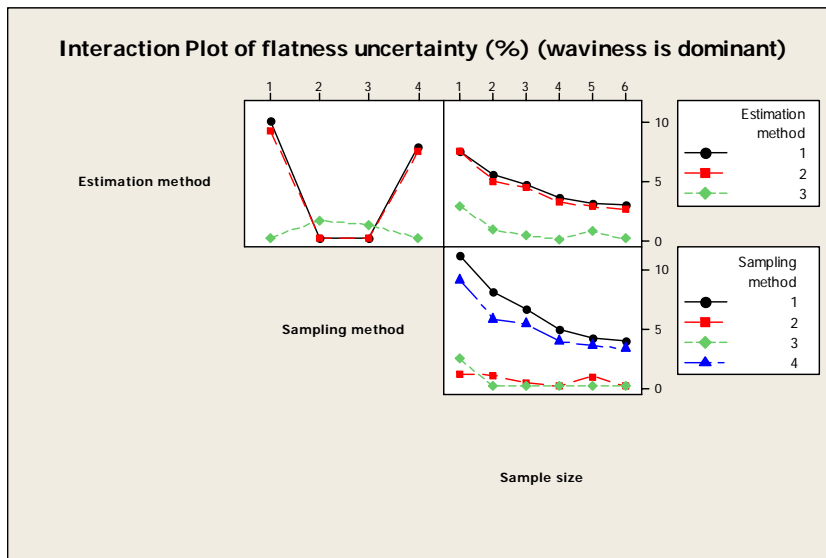 Interaction Plot of flatness uncertainty (%) (waviness is dominant)
1 2 3 4
1 2 3 4 5 6
Estimation method
10
5
0
Estimation
method
1
2
3
Sampling method
10
5
0
Sampling
method
1
2
3
4
Sample size